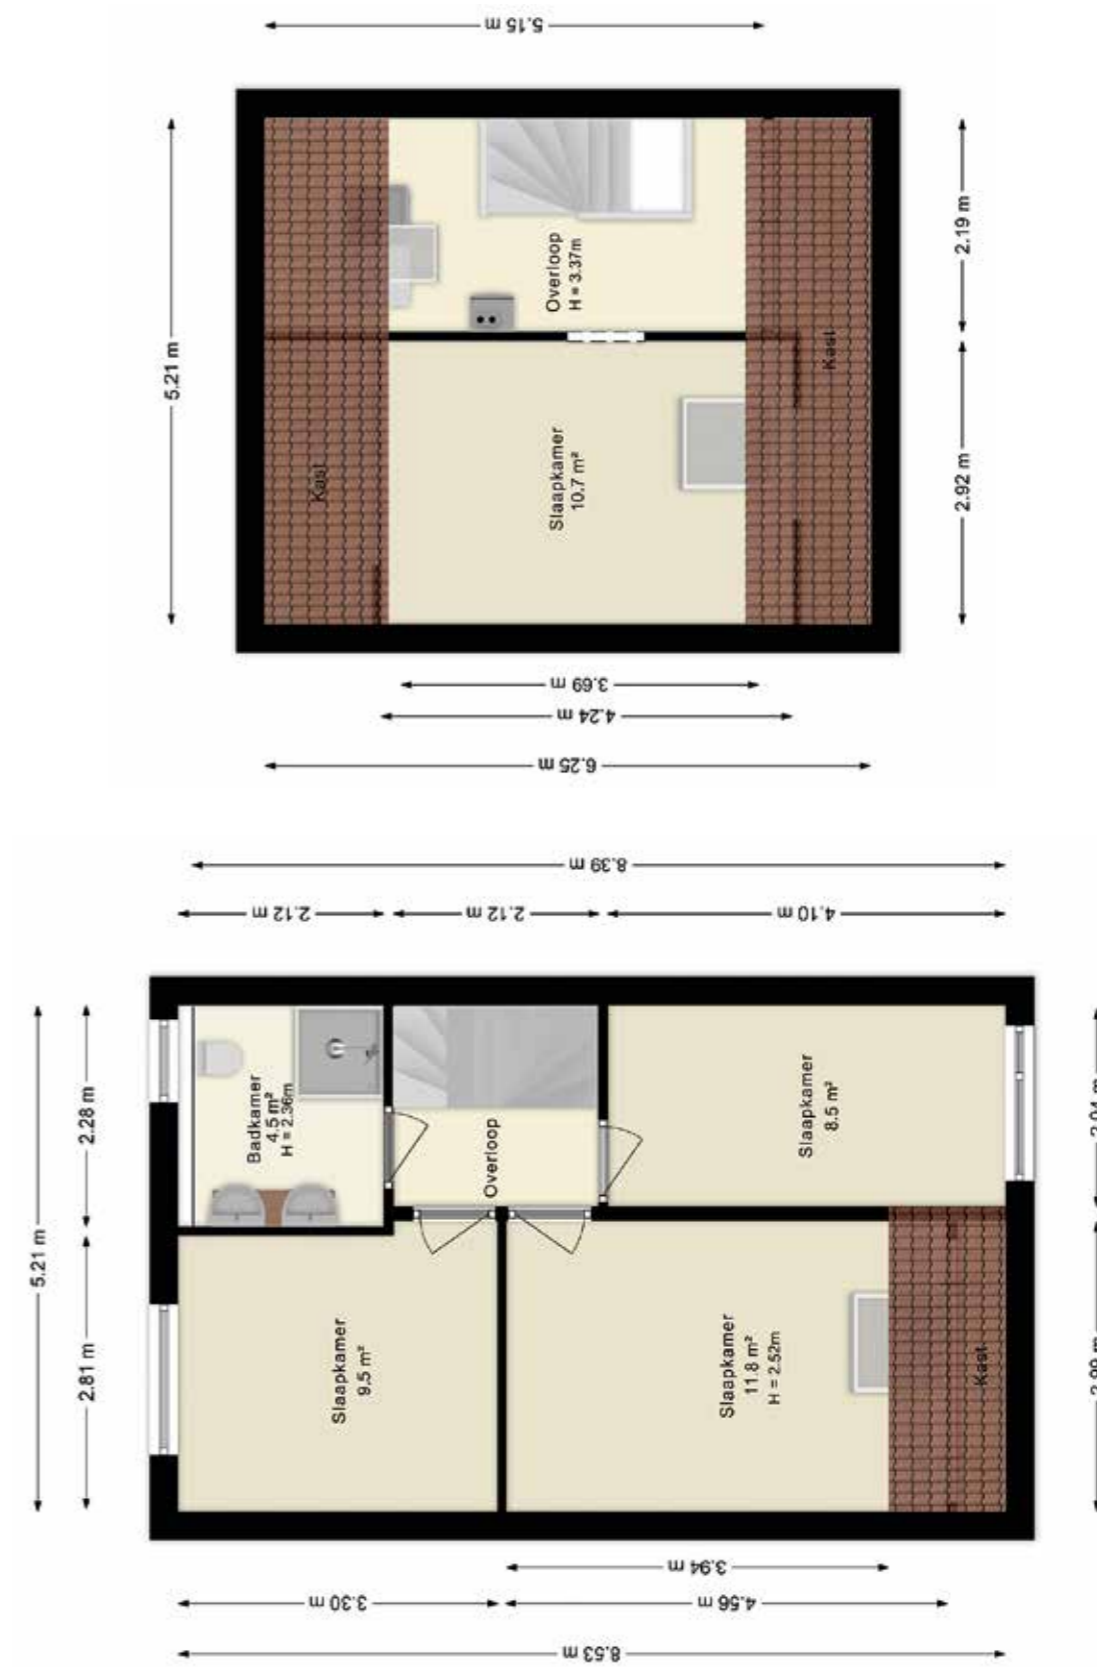 5.15 m
5.21 m
2.19 m
2.92 m
Overloop
H = 3.37m
Slaapkamer
10.7 m²
Kast
Kast
3.69 m
4.24 m
6.25 m
8.39 m
2.12 m
2.12 m
4.10 m
5.21 m
2.28 m
2.81 m
Badkamer
4.5 m²
H = 2.36m
Overloop
Slaapkamer
8.5 m²
Slaapkamer
9.5 m²
Slaapkamer
11.8 m²
H = 2.52m
Kast
3.94 m
3.30 m
4.56 m
8.53 m